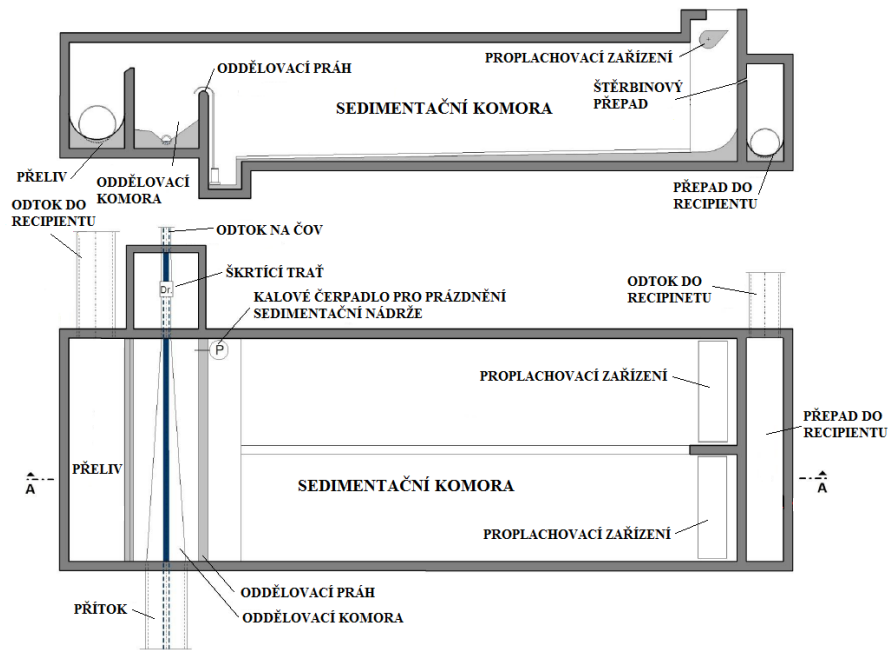 PROPLACHOVACÍ ZAŘÍZENÍ
ODDĚLOVACÍ PRÁH
ŠTĚRBINOVÝ
PŘEPAD
SEDIMENTAČNÍ KOMORA
PŘELIV
ODDĚLOVACÍ
KOMORA
PŘEPAD DO
RECIPIENTU
ODTOK DO
RECIPIENTU
ODTOK NA ČOV
ŠKRTÍCÍ TRAŤ
Dr.
KALOVÉ ČERPADLO PRO PRÁZDNĚNÍ
SEDIMENTAČNÍ NÁDRŽE
ODTOK DO
RECIPINETU
P
PROPLACHOVACÍ ZAŘÍZENÍ
PŘEPAD DO
RECIPIENTU
PŘELIV
A
SEDIMENTAČNÍ KOMORA
A
PROPLACHOVACÍ ZAŘÍZENÍ
ODDĚLOVACÍ PRÁH
PŘÍTOK
ODDĚLOVACÍ KOMORA